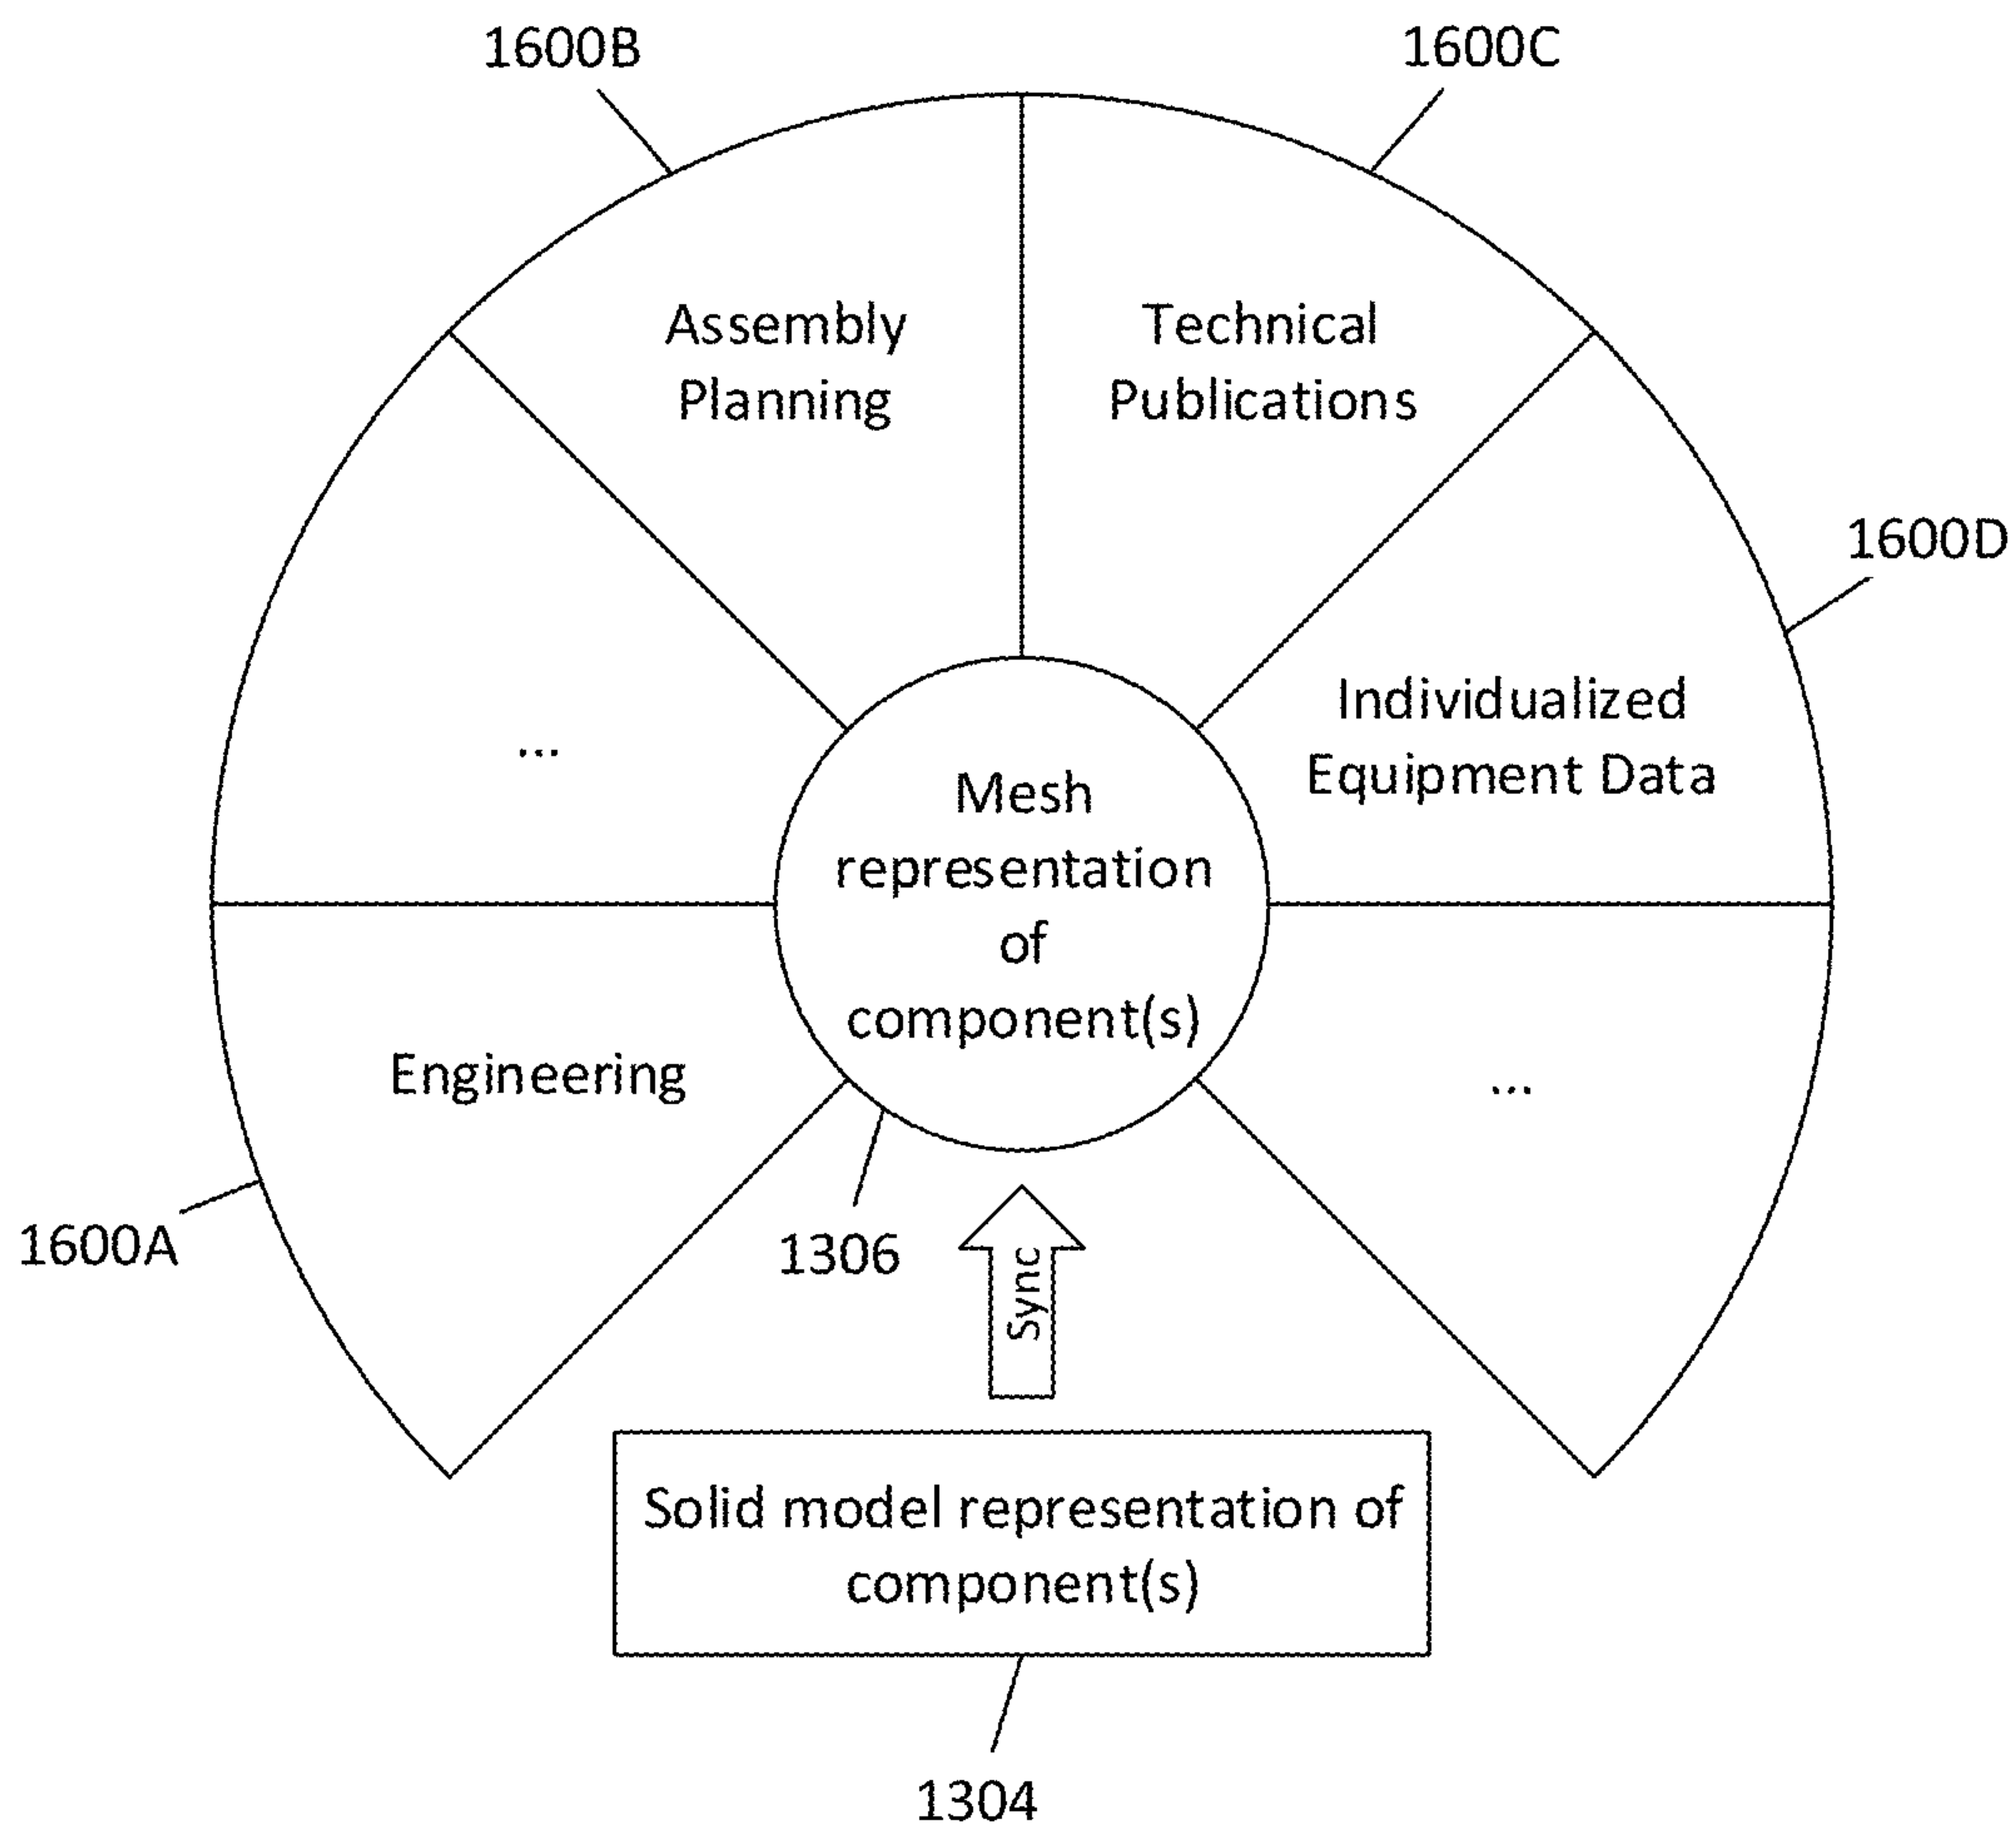 1600B
1600C
Assembly
Planning
Technical
Publications
1600D
Individualized
Equipment Data
...
Mesh
representation
of
component(s)
Engineering
...
1600A
1306
Sync
Solid model representation of
component(s)
1304